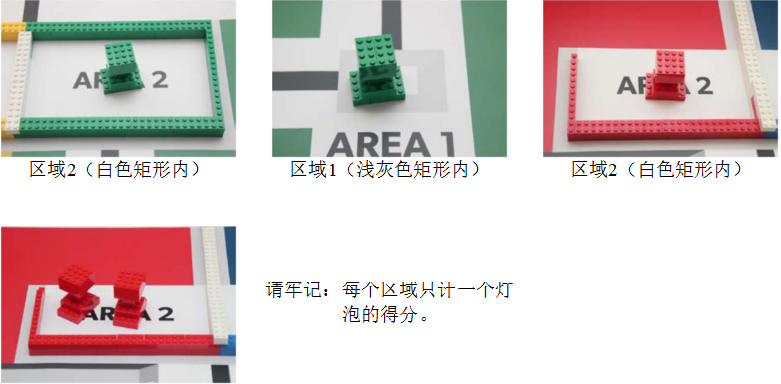 AREA 2
AREA 1
AREA 2
区域2（白色矩形内）
区域1（浅灰色矩形内）
区域2（白色矩形内）
AREA 2
请牢记：每个区域只计一个灯
泡的得分。